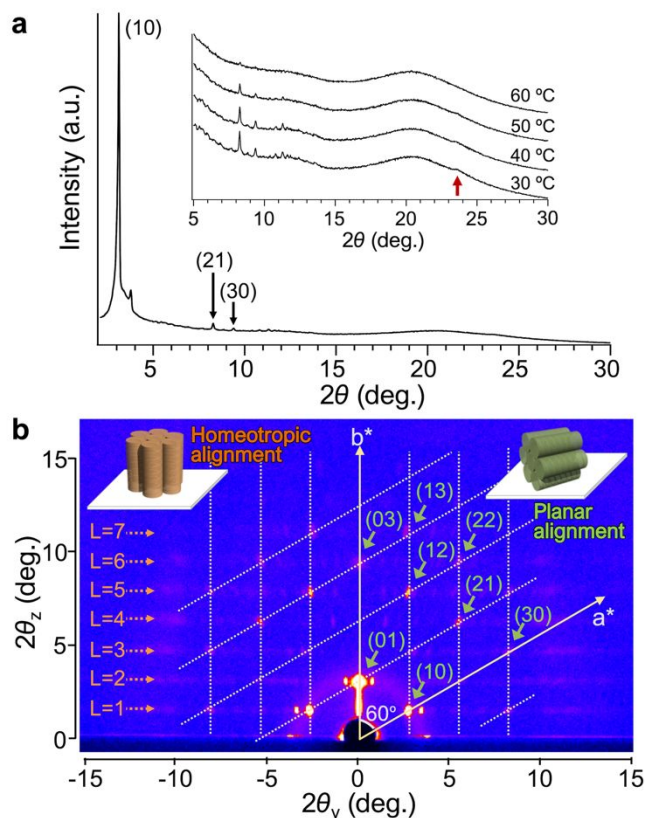 a
(10)
Intensity (a.u.)
60 ºC
50 ºC
40 ºC
30 ºC
5 10 15 20 25 30
2θ (deg.)
(21)
(30)
5 10 15 20 25 30
2θ (deg.)
b
Homeotropic
alignment
b*
Planar
alignment
15
10
5
0
2θz (deg.)
L=7
L=6
L=5
L=4
L=3
L=2
L=1
(13)
(03)
(22)
(12)
(21)
(30)
(01)
(10)
a*
60°
-15 -10 -5 0 5 10 15
2θy (deg.)